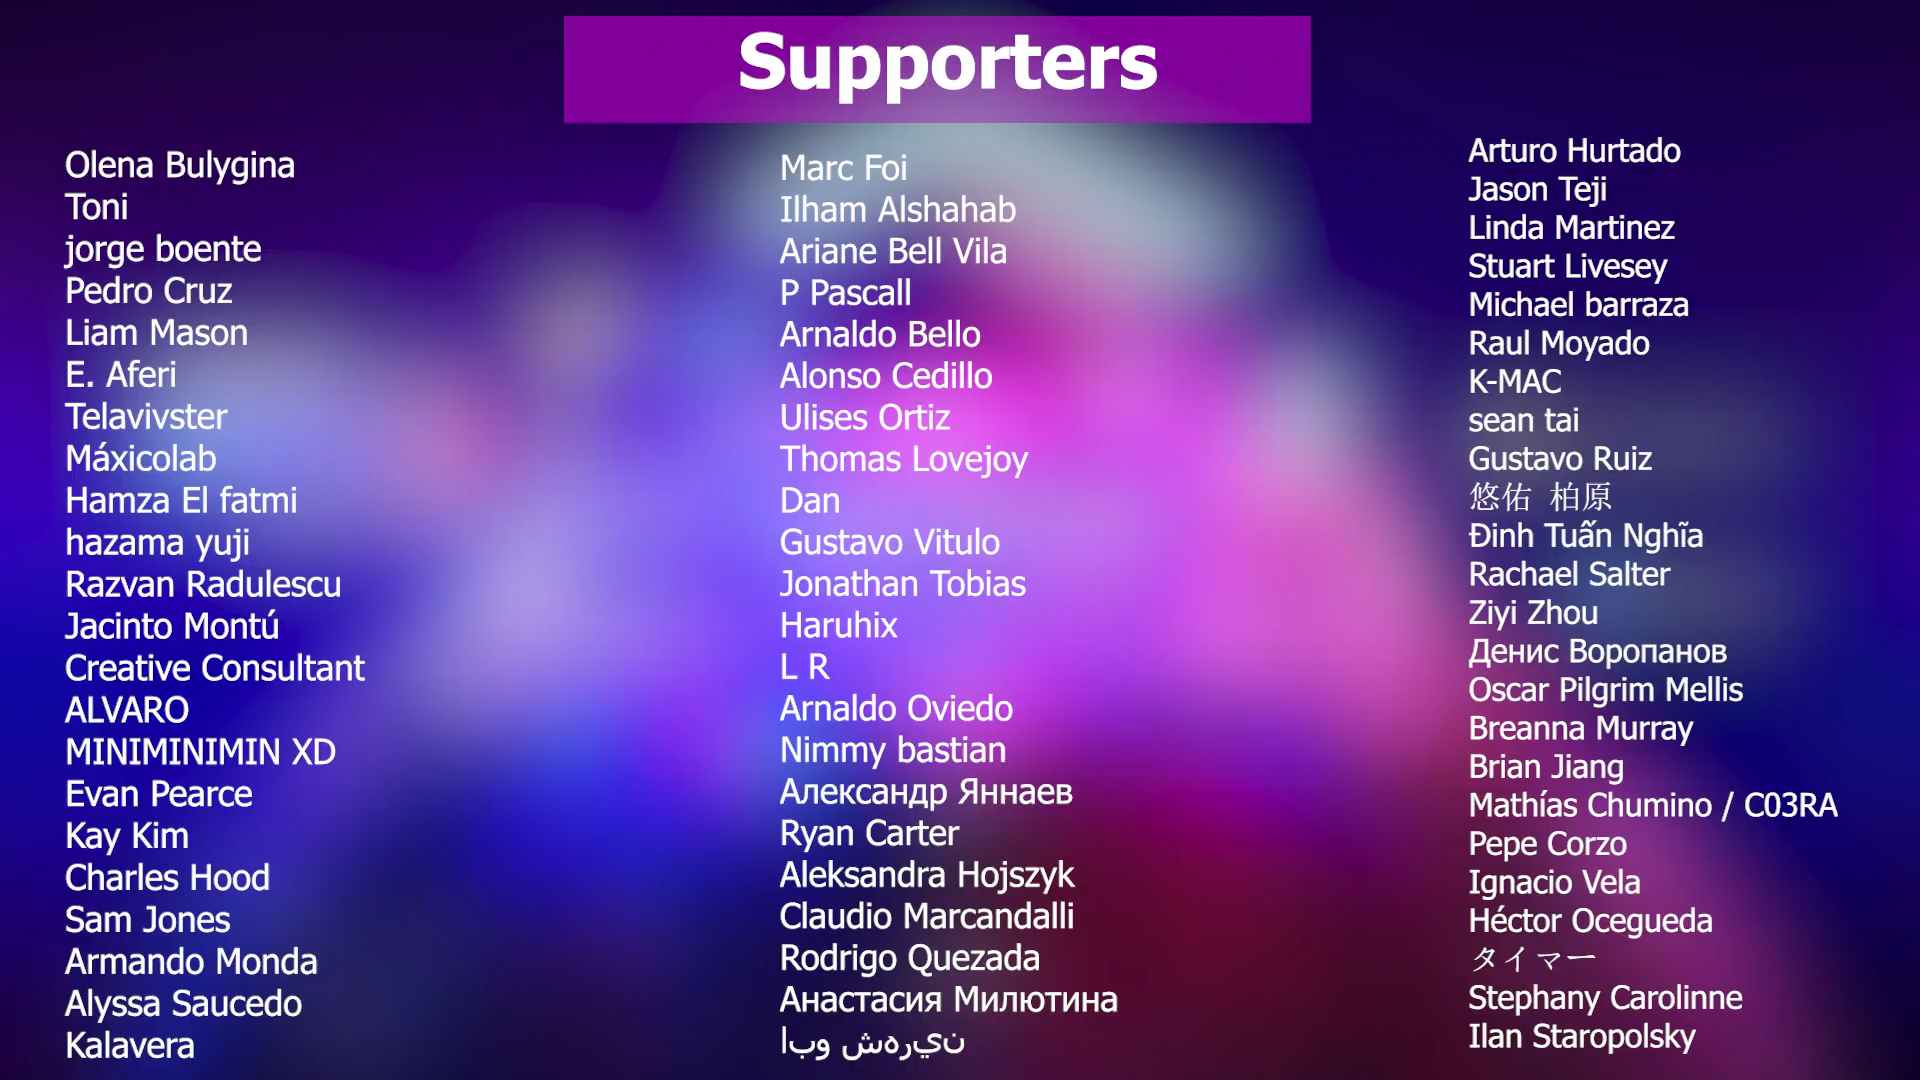 Supporters
Olena Bulygina
Toni
jorge boente
Pedro Cruz
Liam Mason
E. Aferi
Telavivster
Máxicolab
Hamza El fatmi
hazama yuji
Razvan Radulescu
Jacinto Montú
Creative Consultant
ALVARO
MINIMINIMIN XD
Evan Pearce
Kay Kim
Charles Hood
Sam Jones
Armando Monda
Alyssa Saucedo
Kalavera
Marc Foi
Ilham Alshahab
Ariane Bell Vila
P Pascall
Arnaldo Bello
Alonso Cedillo
Ulises Ortiz
Thomas Lovejoy
Dan
Gustavo Vitulo
Jonathan Tobias
Haruhix
L R
Arnaldo Oviedo
Nimmy bastian
Александр Яннаев
Ryan Carter
Aleksandra Hojszyk
Claudio Marcandalli
Rodrigo Quezada
Анастасия Милютина
ابو شهرين
Arturo Hurtado
Jason Teji
Linda Martinez
Stuart Livesey
Michael barraza
Raul Moyado
K-MAC
sean tai
Gustavo Ruiz
悠佑 柏原
Đinh Tuấn Nghĩa
Rachael Salter
Ziyi Zhou
Денис Воропанов
Oscar Pilgrim Mellis
Breanna Murray
Brian Jiang
Mathías Chumino / C03RA
Pepe Corzo
Ignacio Vela
Héctor Ocegueda
タイマー
Stephany Carolinne
Ilan Staropolsky